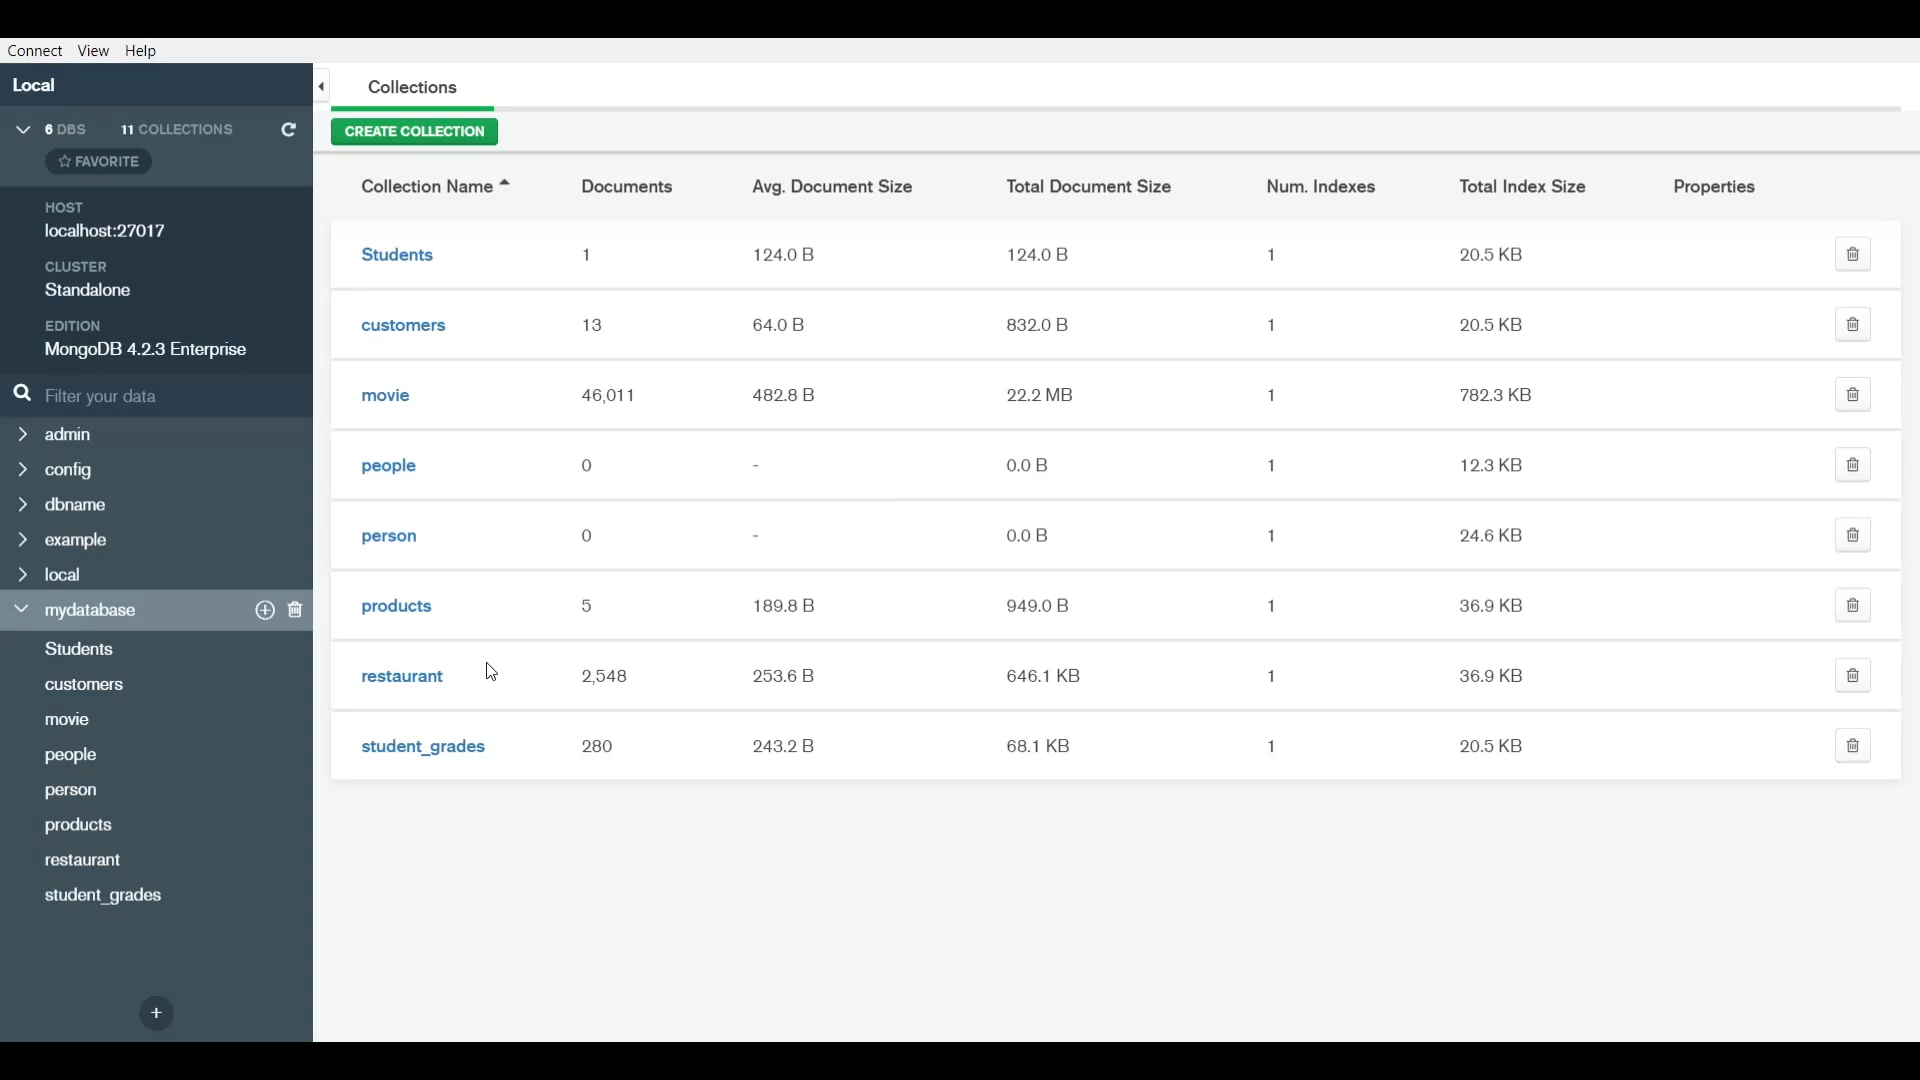 Connect View Help
Local
6 DBS 11 COLLECTIONS
FAVORITE
HOST
localhost:27017
CLUSTER
Standalone
EDITION
MongoDB 4.2.3 Enterprise
Filter your data
admin
config
dbname
example
local
mydatabase
Students
customers
movie
people
person
products
restaurant
student_grades
+
Collections
CREATE COLLECTION
Collection Name Documents Avg. Document Size Total Document Size Num. Indexes Total Index Size Properties
Students 1 124.0 B 124.0 B 1 20.5 KB
customers 13 64.0 B 832.0 B 1 20.5 KB
movie 46,011 482.8 B 22.2 MB 1 782.3 KB
people 0 - 0.0 B 1 12.3 KB
person 0 - 0.0 B 1 24.6 KB
products 5 189.8 B 949.0 B 1 36.9 KB
restaurant 2,548 253.6 B 646.1 KB 1 36.9 KB
student_grades 280 243.2 B 68.1 KB 1 20.5 KB